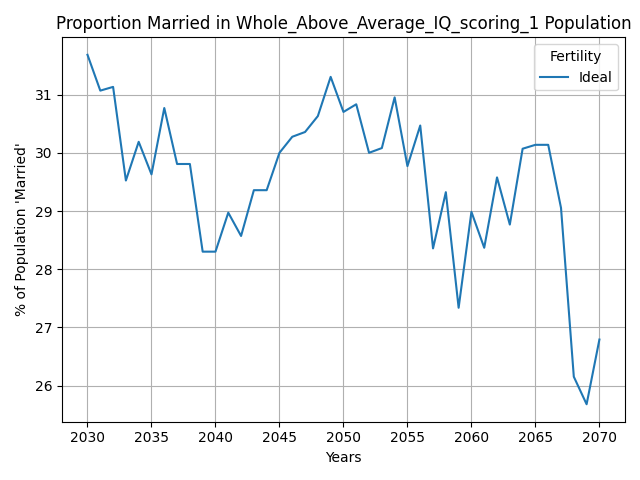 Proportion Married in Whole_Above_Average_IQ_scoring_1 Population
Fertility
Ideal
% of Population 'Married'
31
30
29
28
27
26
2030 2035 2040 2045 2050 2055 2060 2065 2070
Years